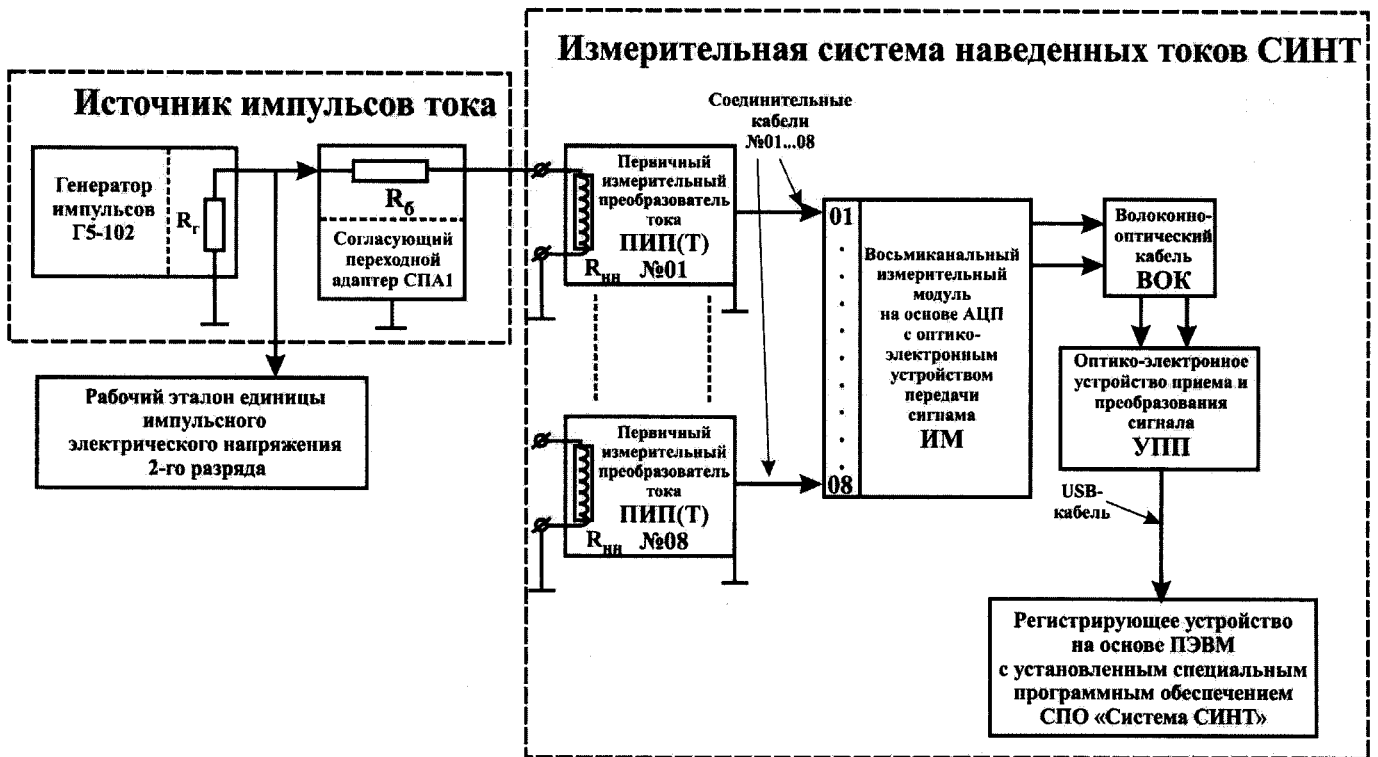 Измерительная система наведенных токов СИНТ
Источник импульсов тока
Генератор
импульсов
Г5-102
Rг
Rб
Согласующий
переходной
адаптер СПА1
Рабочий эталон единицы
импульсного
электрического напряжения
2-го разряда
Первичный
измерительный
преобразователь
тока
ПИП(Т)
№01
Rнн
Соединительные
кабели
№01...08
Первичный
измерительный
преобразователь
тока
ПИП(Т)
№08
Rнн
01
08
Восьмиканальный
измерительный
модуль
на основе АЦП
с оптико-
электронным
устройством
передачи
сигнама
ИМ
Волоконно-
оптический
кабель
ВОК
Оптико-электронное
устройство приема и
преобразования
сигнала
УПП
USB-
кабель
Регистрирующее устройство
на основе ПЭВМ
с установленным специальным
программным обеспечением
СПО «Система СИНТ»